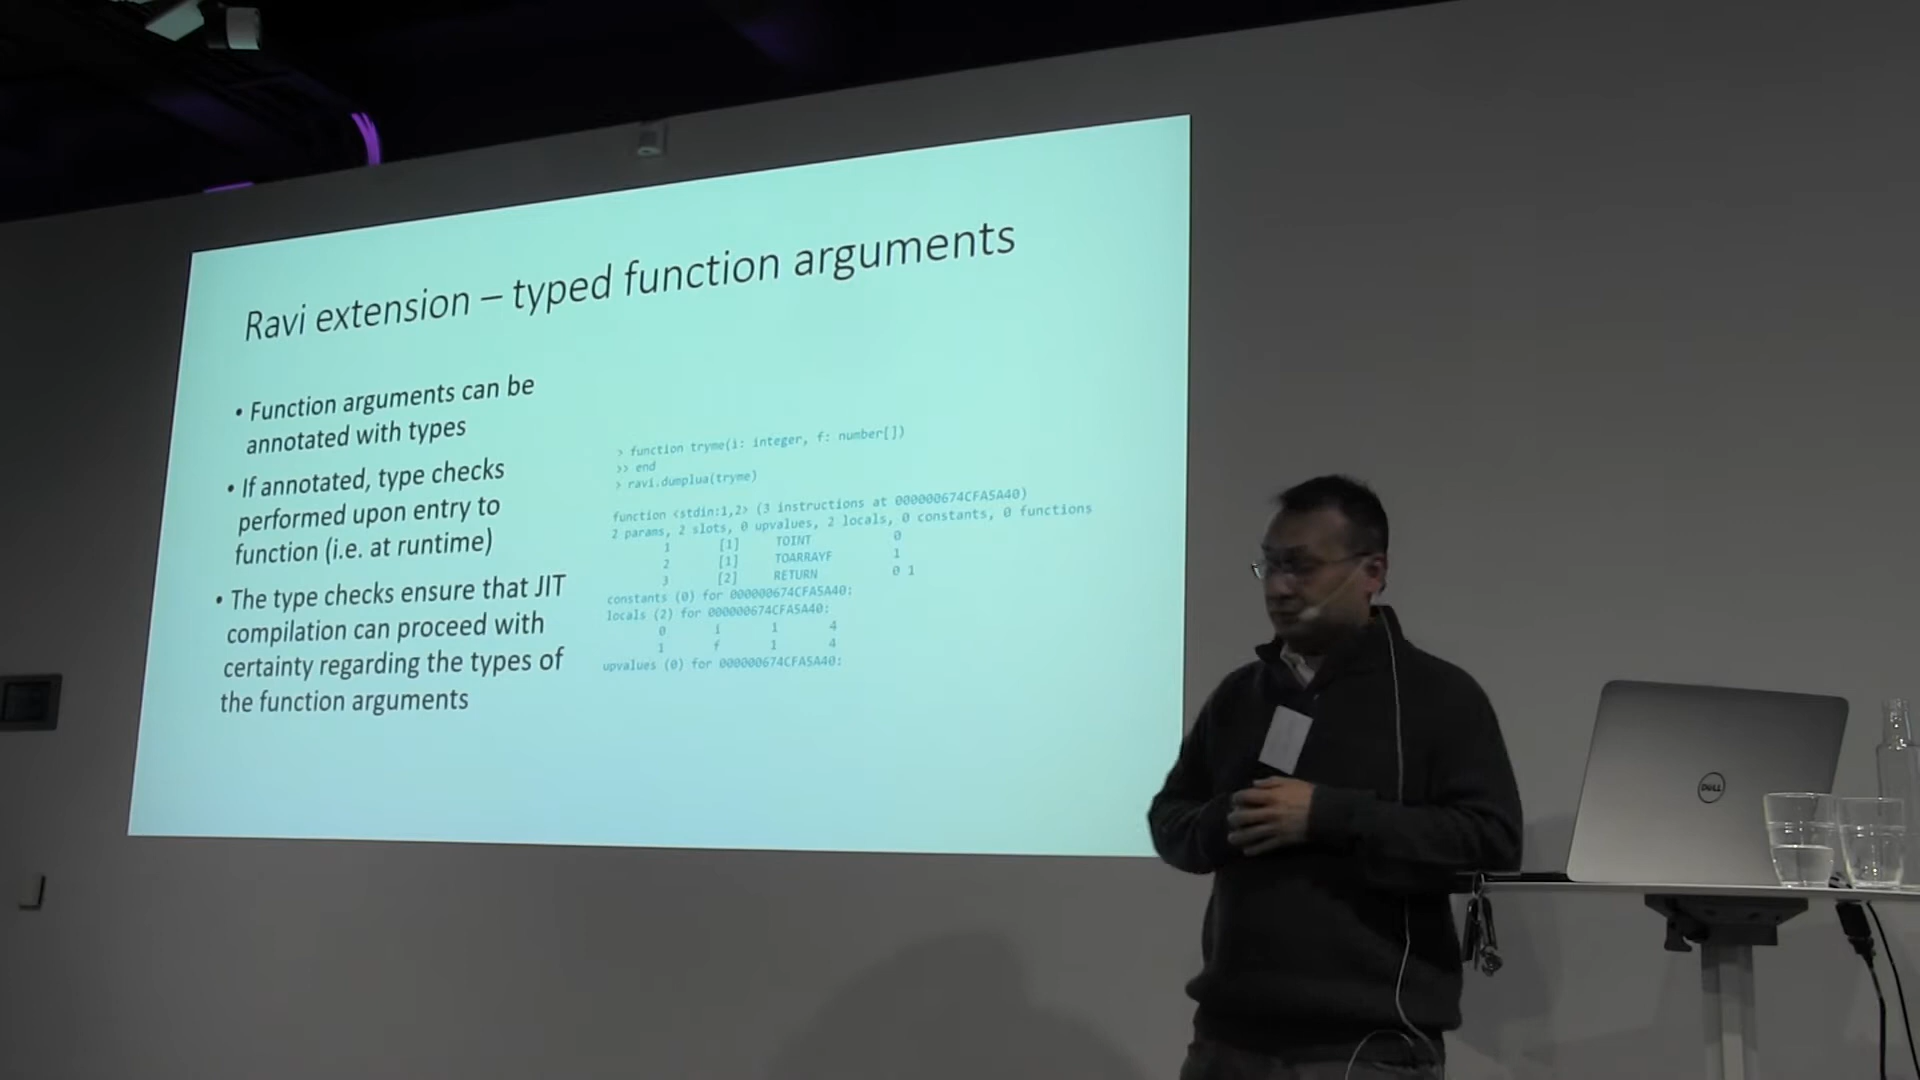 Ravi extension – typed function arguments
• Function arguments can be
annotated with types
• If annotated, type checks
performed upon entry to
function (i.e. at runtime)
• The type checks ensure that JIT
compilation can proceed with
certainty regarding the types of
the function arguments
> function tryme(i: integer, f: number[])
>> end
> ravi.dumplua(tryme)
function <stdin:1,2> (3 instructions at 000000674CFA5A40)
2 params, 2 slots, 0 upvalues, 2 locals, 0 constants, 0 functions
1 [1] TOINT 0
2 [1] TOARRAYF 1
3 [2] RETURN 0 1
constants (0) for 000000674CFA5A40:
locals (2) for 000000674CFA5A40:
0 i 1 4
1 f 1 4
upvalues (0) for 000000674CFA5A40:
DELL